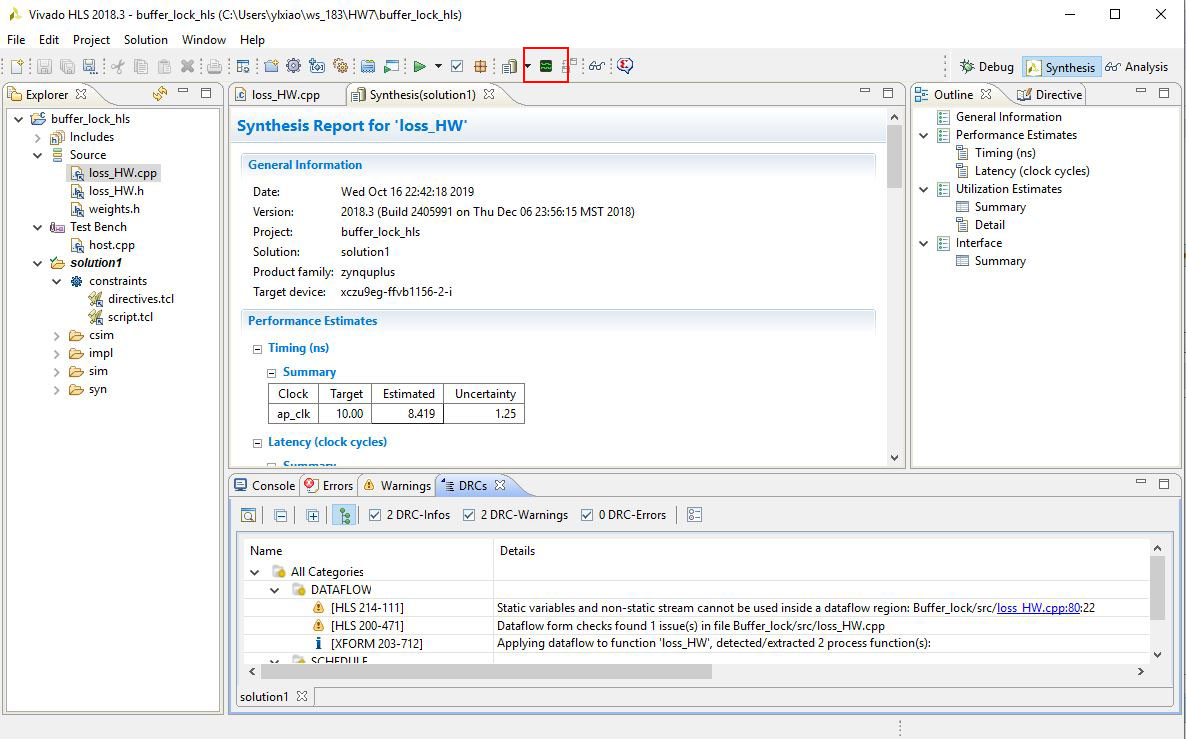 Vivado HLS 2018.3 - buffer_lock_hls (C:\Users\ylxiao\ws_183\HW7\buffer_lock_hls)
File Edit Project Solution Window Help
Debug Synthesis Analysis
Explorer
buffer_lock_hls
Includes
Source
loss_HW.cpp
loss_HW.h
weights.h
Test Bench
host.cpp
solution1
constraints
directives.tcl
script.tcl
csim
impl
sim
syn
loss_HW.cpp Synthesis(solution1)
Synthesis Report for 'loss_HW'
General Information
Date: Wed Oct 16 22:42:18 2019
Version: 2018.3 (Build 2405991 on Thu Dec 06 23:56:15 MST 2018)
Project: buffer_lock_hls
Solution: solution1
Product family: zynquplus
Target device: xczu9eg-ffvb1156-2-i
Performance Estimates
Timing (ns)
Summary
Clock Target Estimated Uncertainty
ap_clk 10.00 8.419 1.25
Latency (clock cycles)
Summary
Outline Directive
General Information
Performance Estimates
Timing (ns)
Latency (clock cycles)
Utilization Estimates
Summary
Detail
Interface
Summary
Console Errors Warnings DRCs
2 DRC-Infos 2 DRC-Warnings 0 DRC-Errors
Name Details
All Categories
DATAFLOW
[HLS 214-111] Static variables and non-static stream cannot be used inside a dataflow region: Buffer_lock/src/loss_HW.cpp:80:22
[HLS 200-471] Dataflow form checks found 1 issue(s) in file Buffer_lock/src/loss_HW.cpp
[XFORM 203-712] Applying dataflow to function 'loss_HW', detected/extracted 2 process function(s):
SCHEDULE
solution1